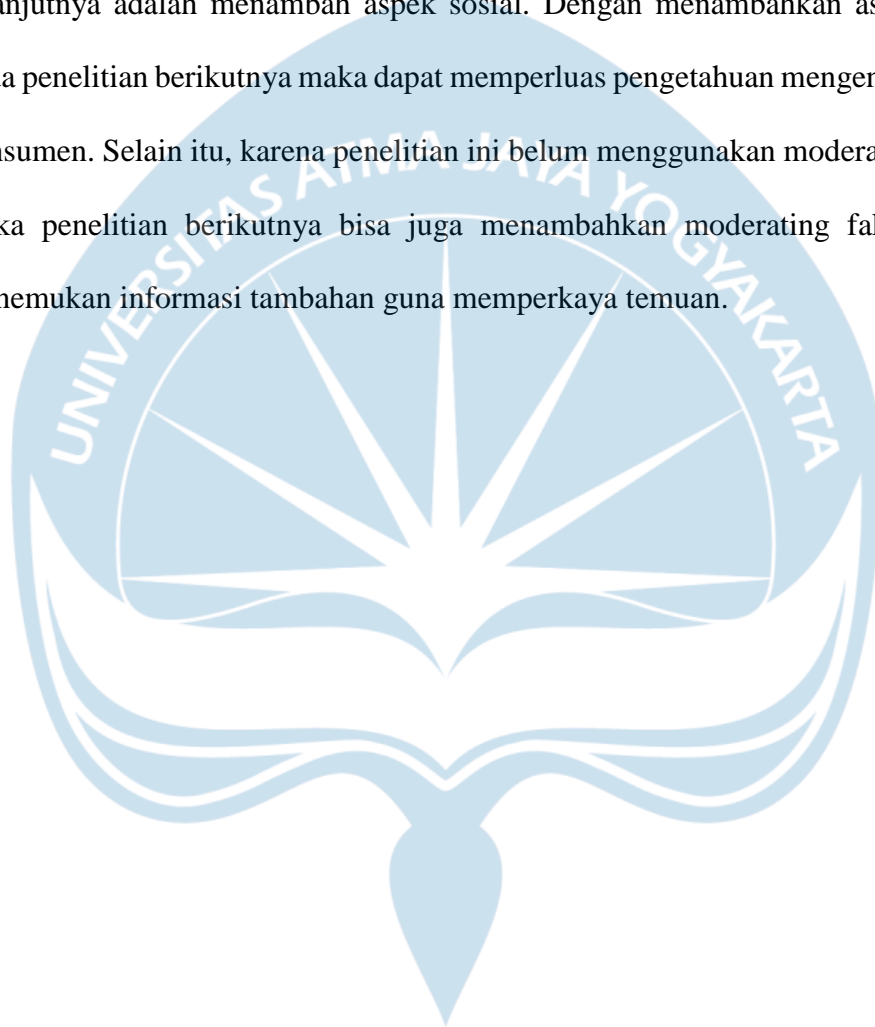 anjutnya adalah menambah aspek sosial. Dengan menambahkan as
a penelitian berikutnya maka dapat memperluas pengetahuan mengen
nsumen. Selain itu, karena penelitian ini belum menggunakan modera
ka penelitian berikutnya bisa juga menambahkan moderating fa
nemukan informasi tambahan guna memperkaya temuan.
UNIVERSITAS ATMA JAYA YOGYAKARTA